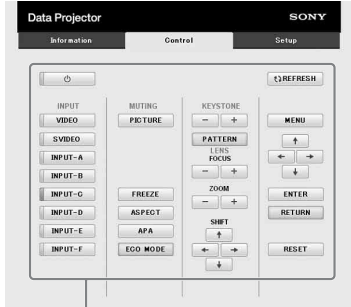 Data Projector
SONY
Information
Control
Setup
REFRESH
INPUT
MUTING
KEYSTONE
VIDEO
PICTURE
－
＋
MENU
SVIDEO
PATTERN
LENS
INPUT-A
FOCUS
INPUT-B
－
＋
INPUT-C
FREEZE
ZOOM
ENTER
INPUT-D
ASPECT
－
＋
RETURN
INPUT-E
APA
SHIFT
INPUT-F
ECO MODE
RESET